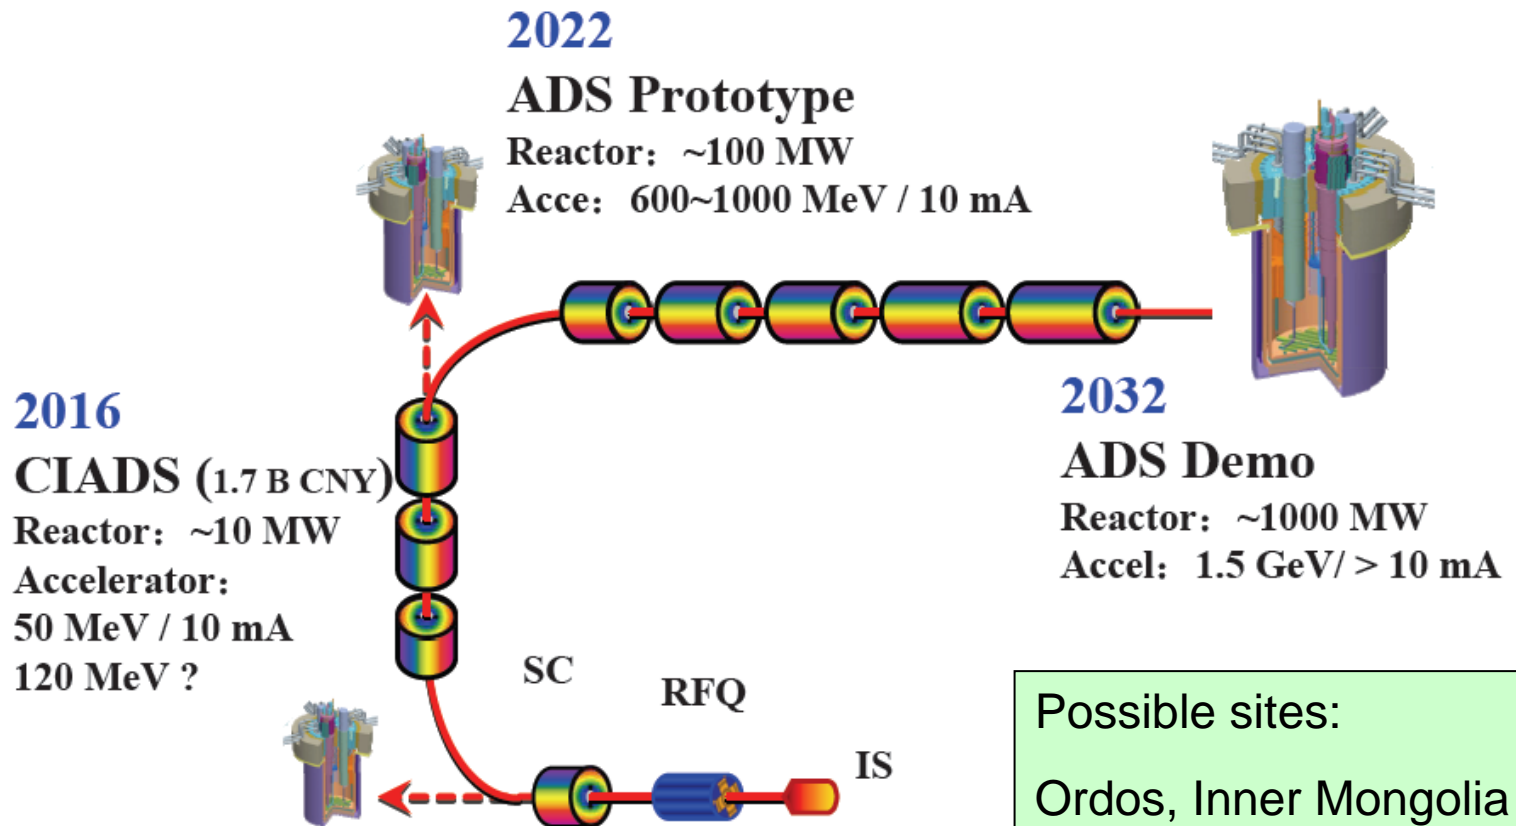 2022
ADS Prototype
Reactor: ~100 MW
Acce: 600~1000 MeV / 10 mA
2016
CIADS (1.7 B CNY)
Reactor: ~10 MW
Accelerator:
50 MeV / 10 mA
120 MeV ?
2032
ADS Demo
Reactor: ~1000 MW
Accel: 1.5 GeV/ > 10 mA
SC
RFQ
IS
Possible sites:
Ordos, Inner Mongolia